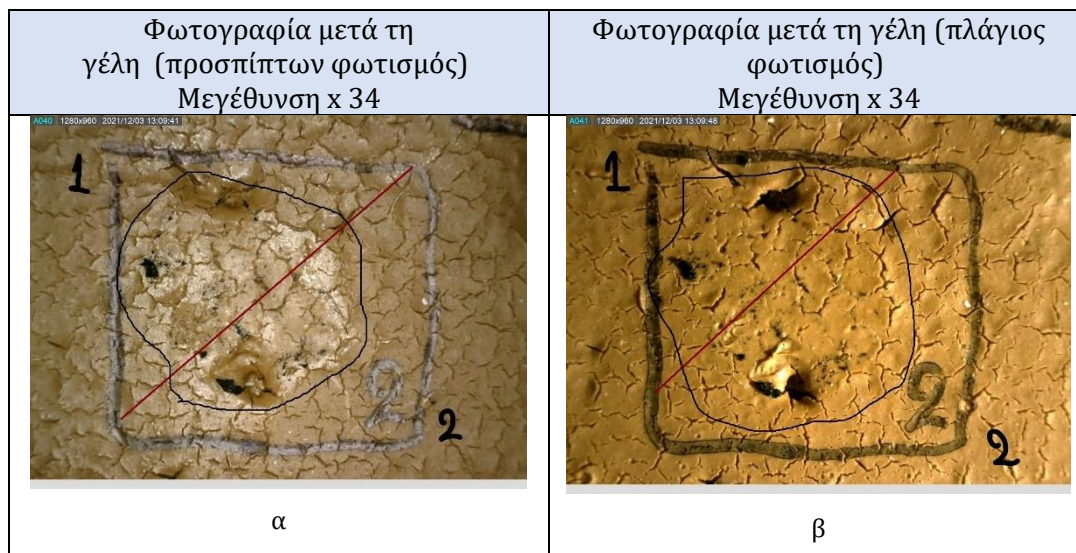 Φωτογραφία μετά τη
γέλη (προσπίπτων φωτισμός)
Μεγέθυνση x 34
Φωτογραφία μετά τη γέλη (πλάγιος
φωτισμός)
Μεγέθυνση x 34
A040 1280x960 2021/12/03 13:09:41
1
2
2
A041 1280x960 2021/12/03 13:09:48
1
2
2
α
β